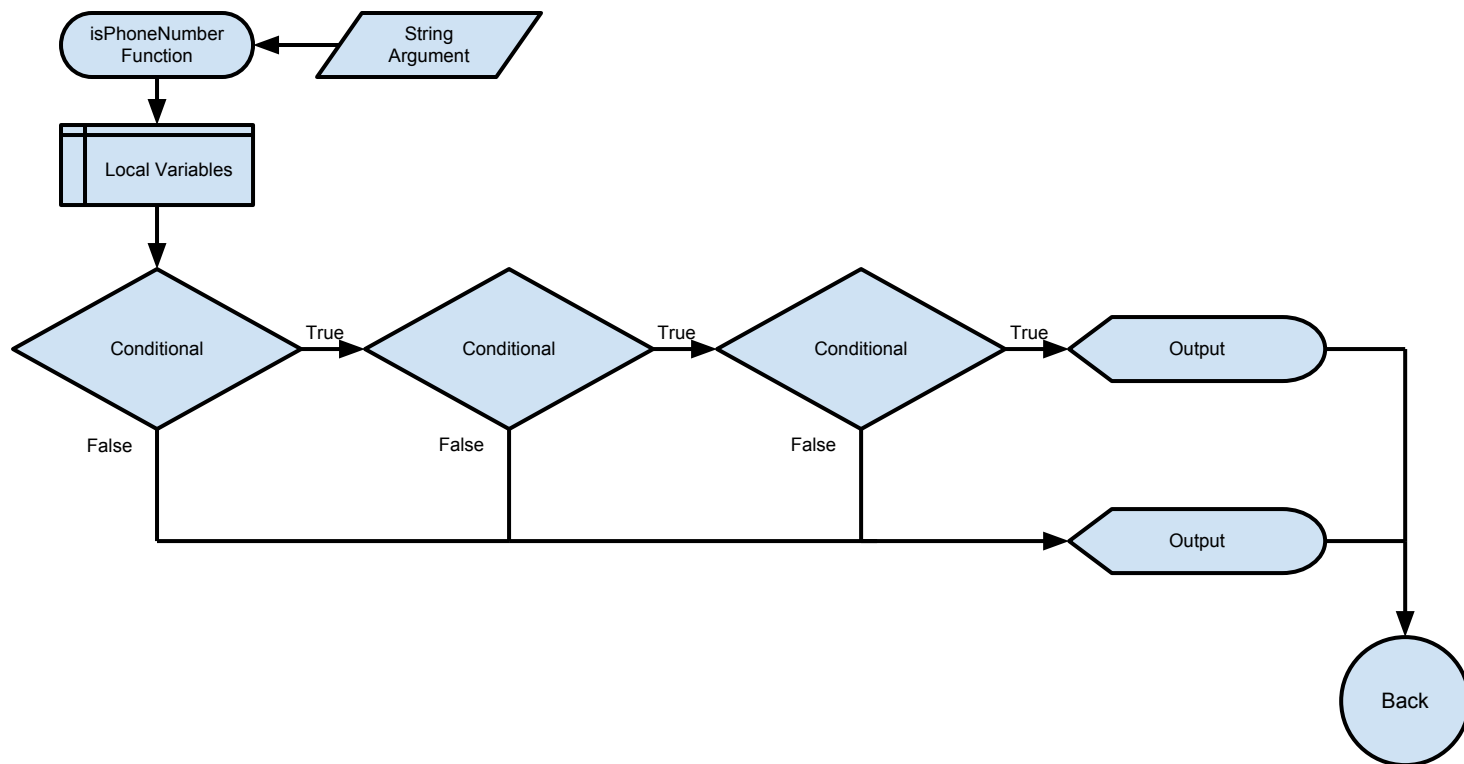 isPhoneNumber
Function
String
Argument
Local Variables
Conditional
True
Conditional
True
Conditional
True
Output
False
False
False
Output
Back